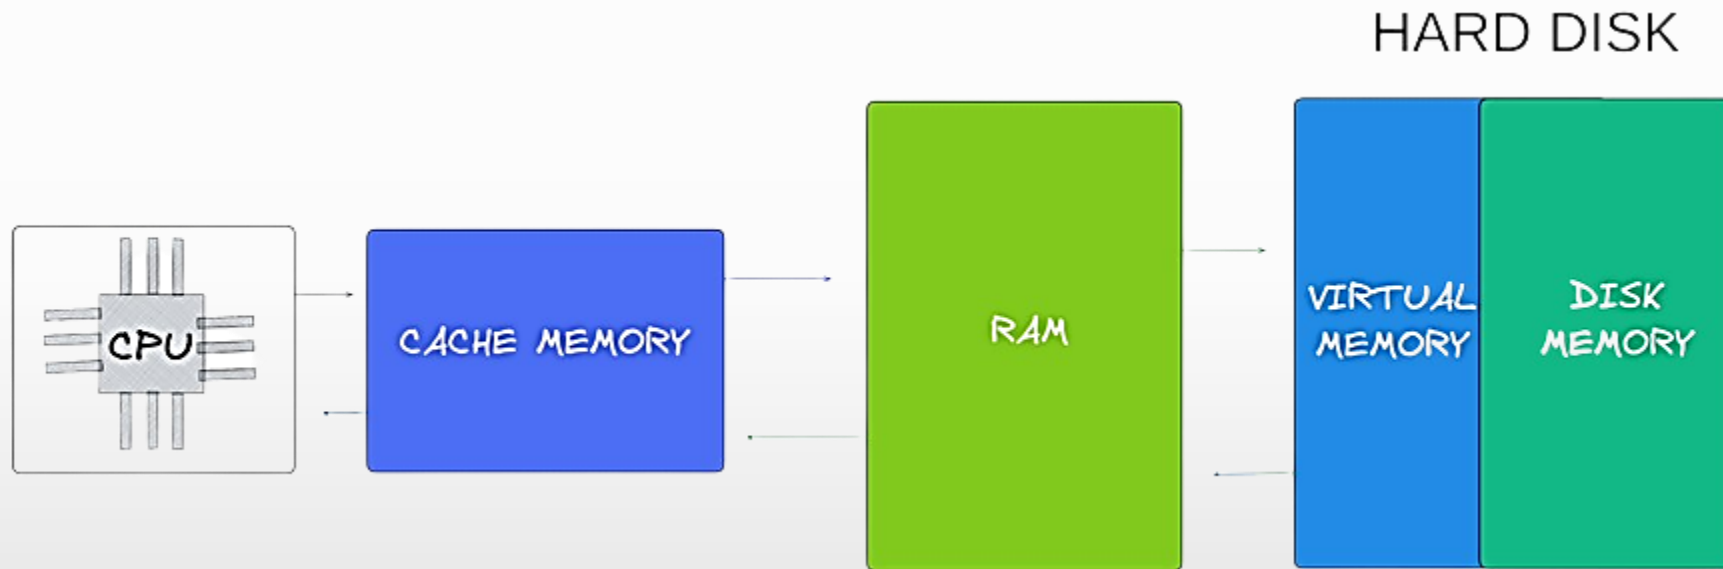 HARD DISK
CPU
CACHE MEMORY
RAM
VIRTUAL
MEMORY
DISK
MEMORY